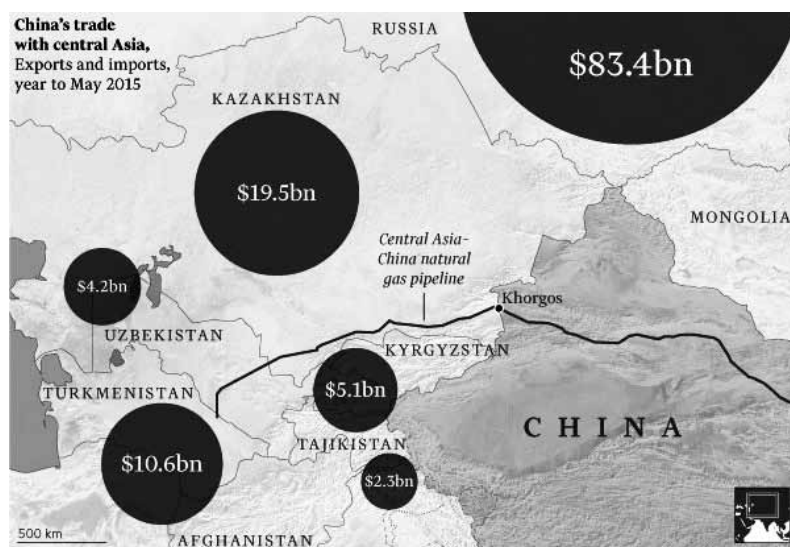 China's trade
with central Asia,
Exports and imports,
year to May 2015
RUSSIA
$83.4bn
KAZAKHSTAN
$19.5bn
MONGOLIA
Central Asia–
China natural
gas pipeline
$4.2bn
Khorgos
UZBEKISTAN
KYRGYZSTAN
TURKMENISTAN
$5.1bn
CHINA
TAJIKISTAN
$10.6bn
$2.3bn
500 km
AFGHANISTAN